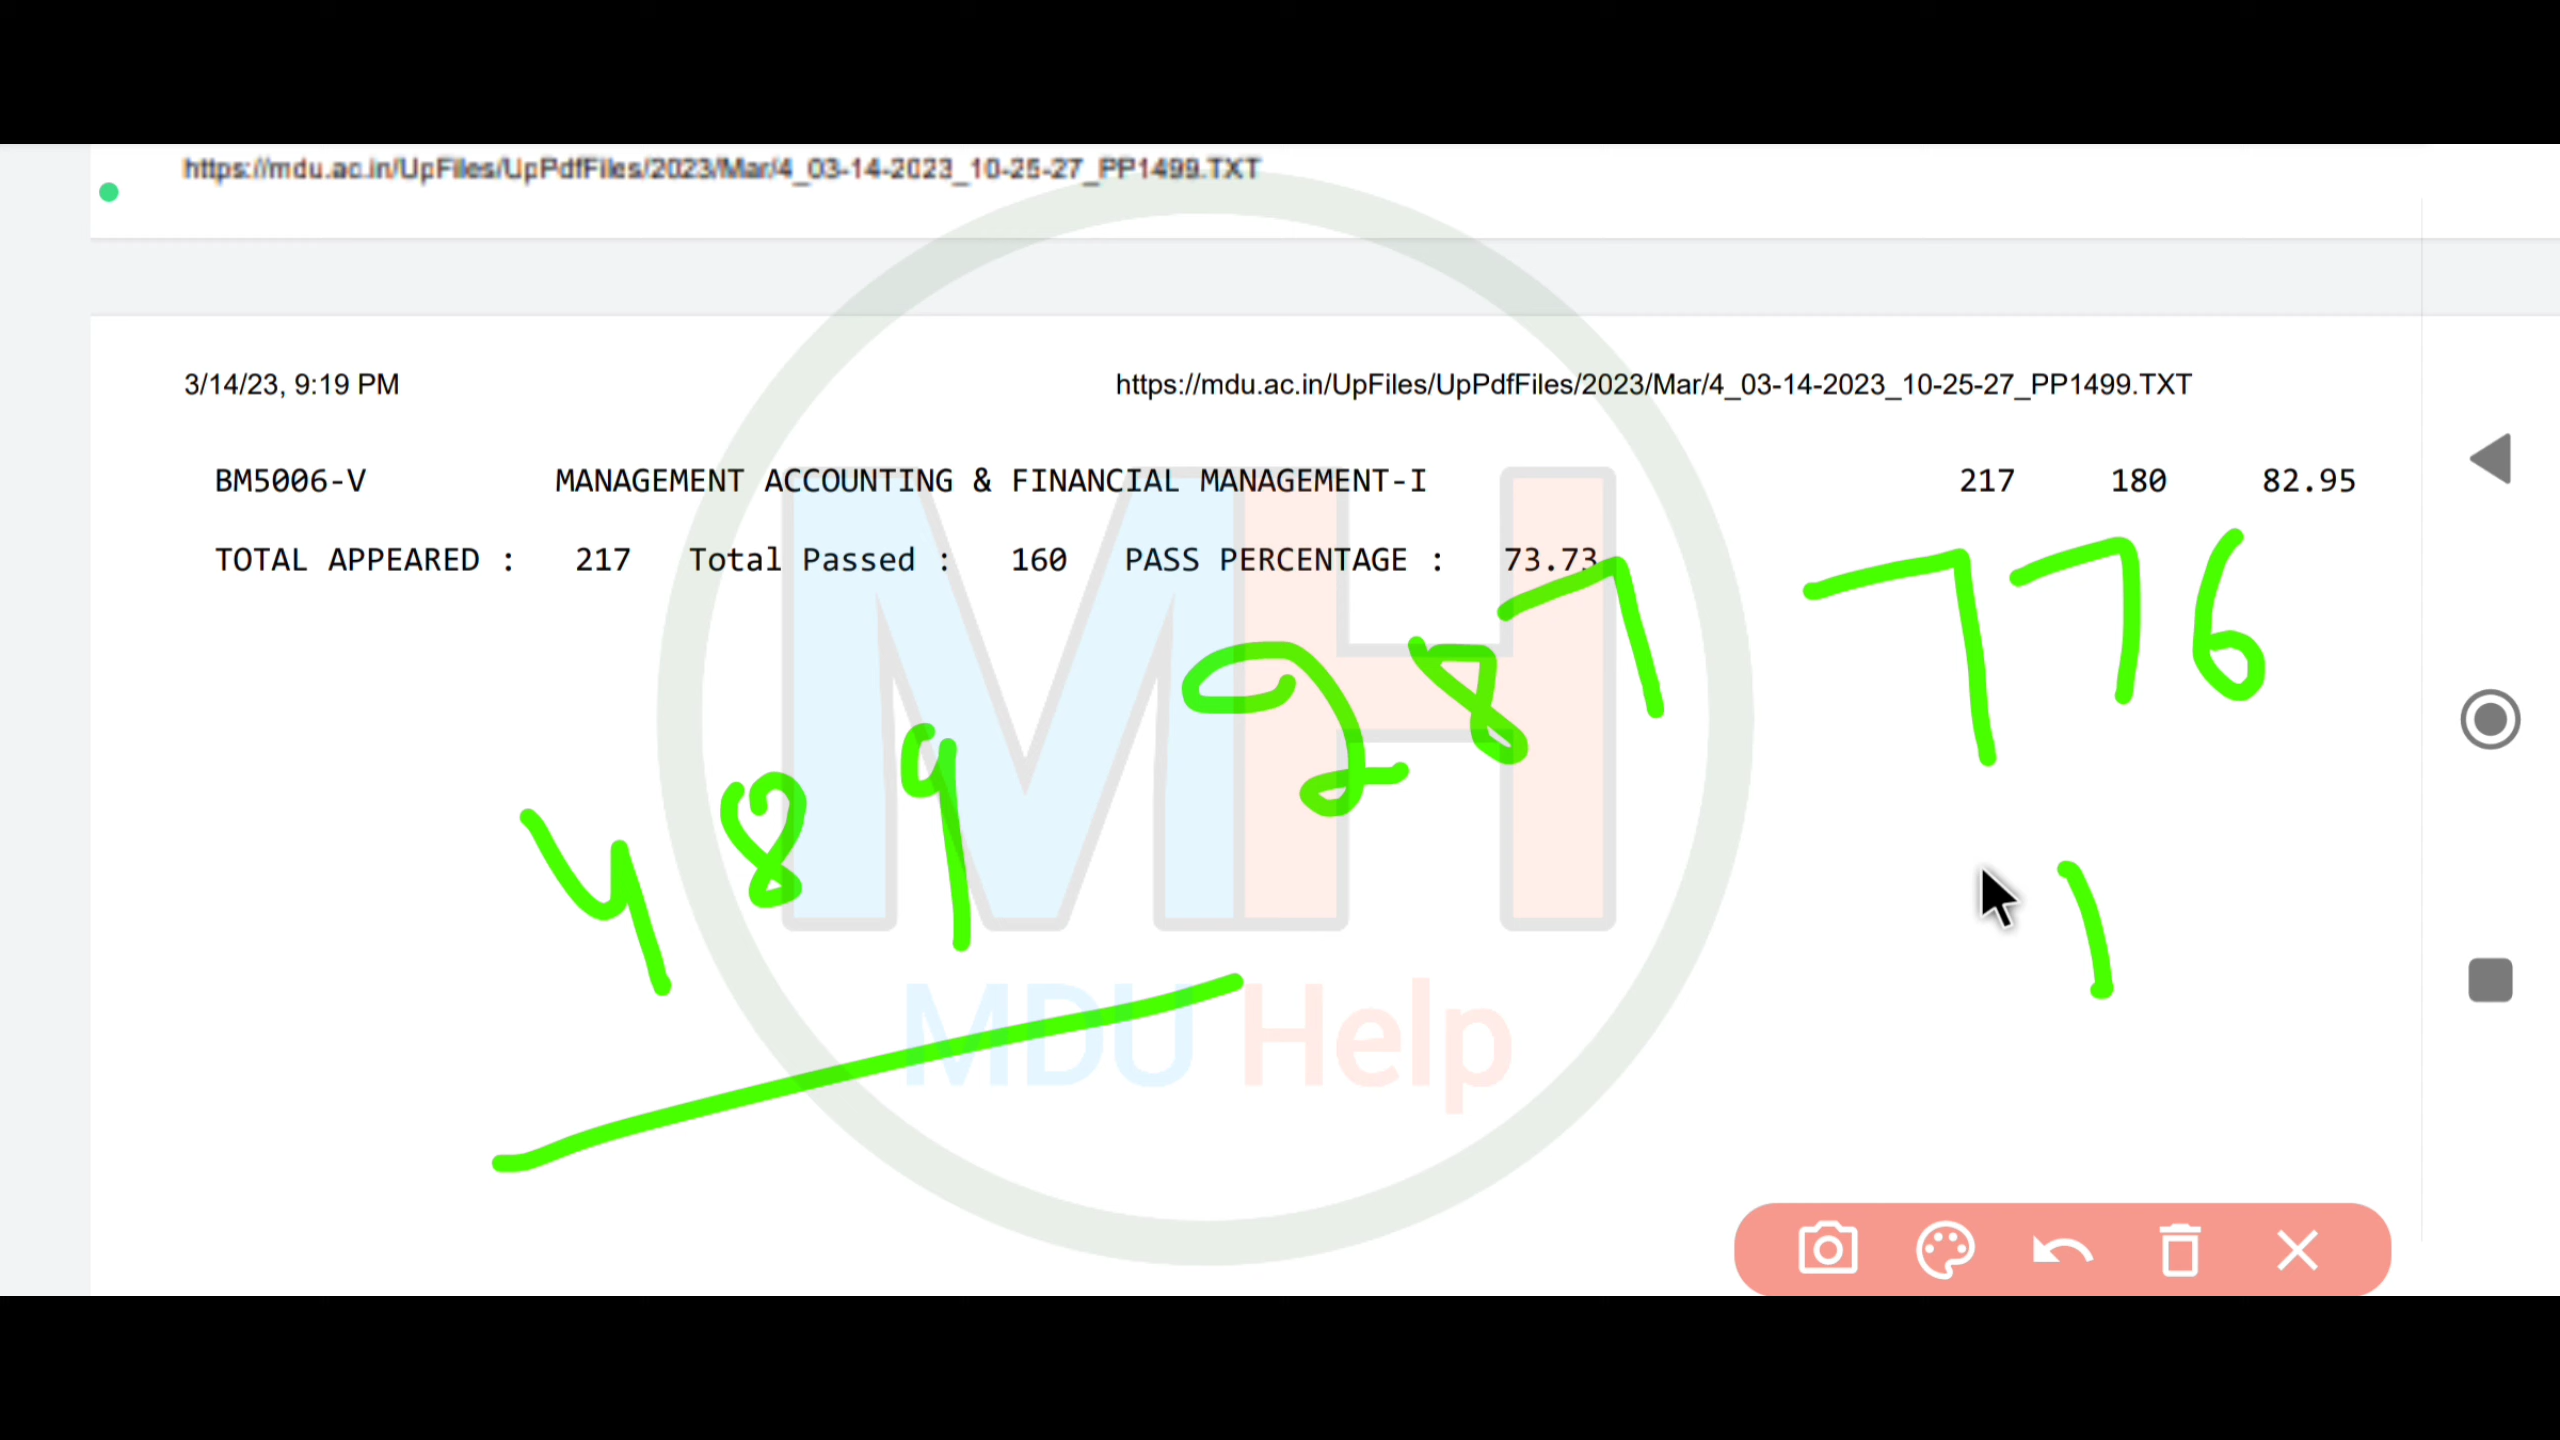 https://mdu.ac.in/UpFiles/UpPdfFiles/2023/Mar/4_03-14-2023_10-25-27_PP1499.TXT
3/14/23, 9:19 PM https://mdu.ac.in/UpFiles/UpPdfFiles/2023/Mar/4_03-14-2023_10-25-27_PP1499.TXT
BM5006-V MANAGEMENT ACCOUNTING & FINANCIAL MANAGEMENT-I 217 180 82.95
TOTAL APPEARED : 217 Total Passed : 160 PASS PERCENTAGE : 73.73
489 287 776
1
MH
MDU Help